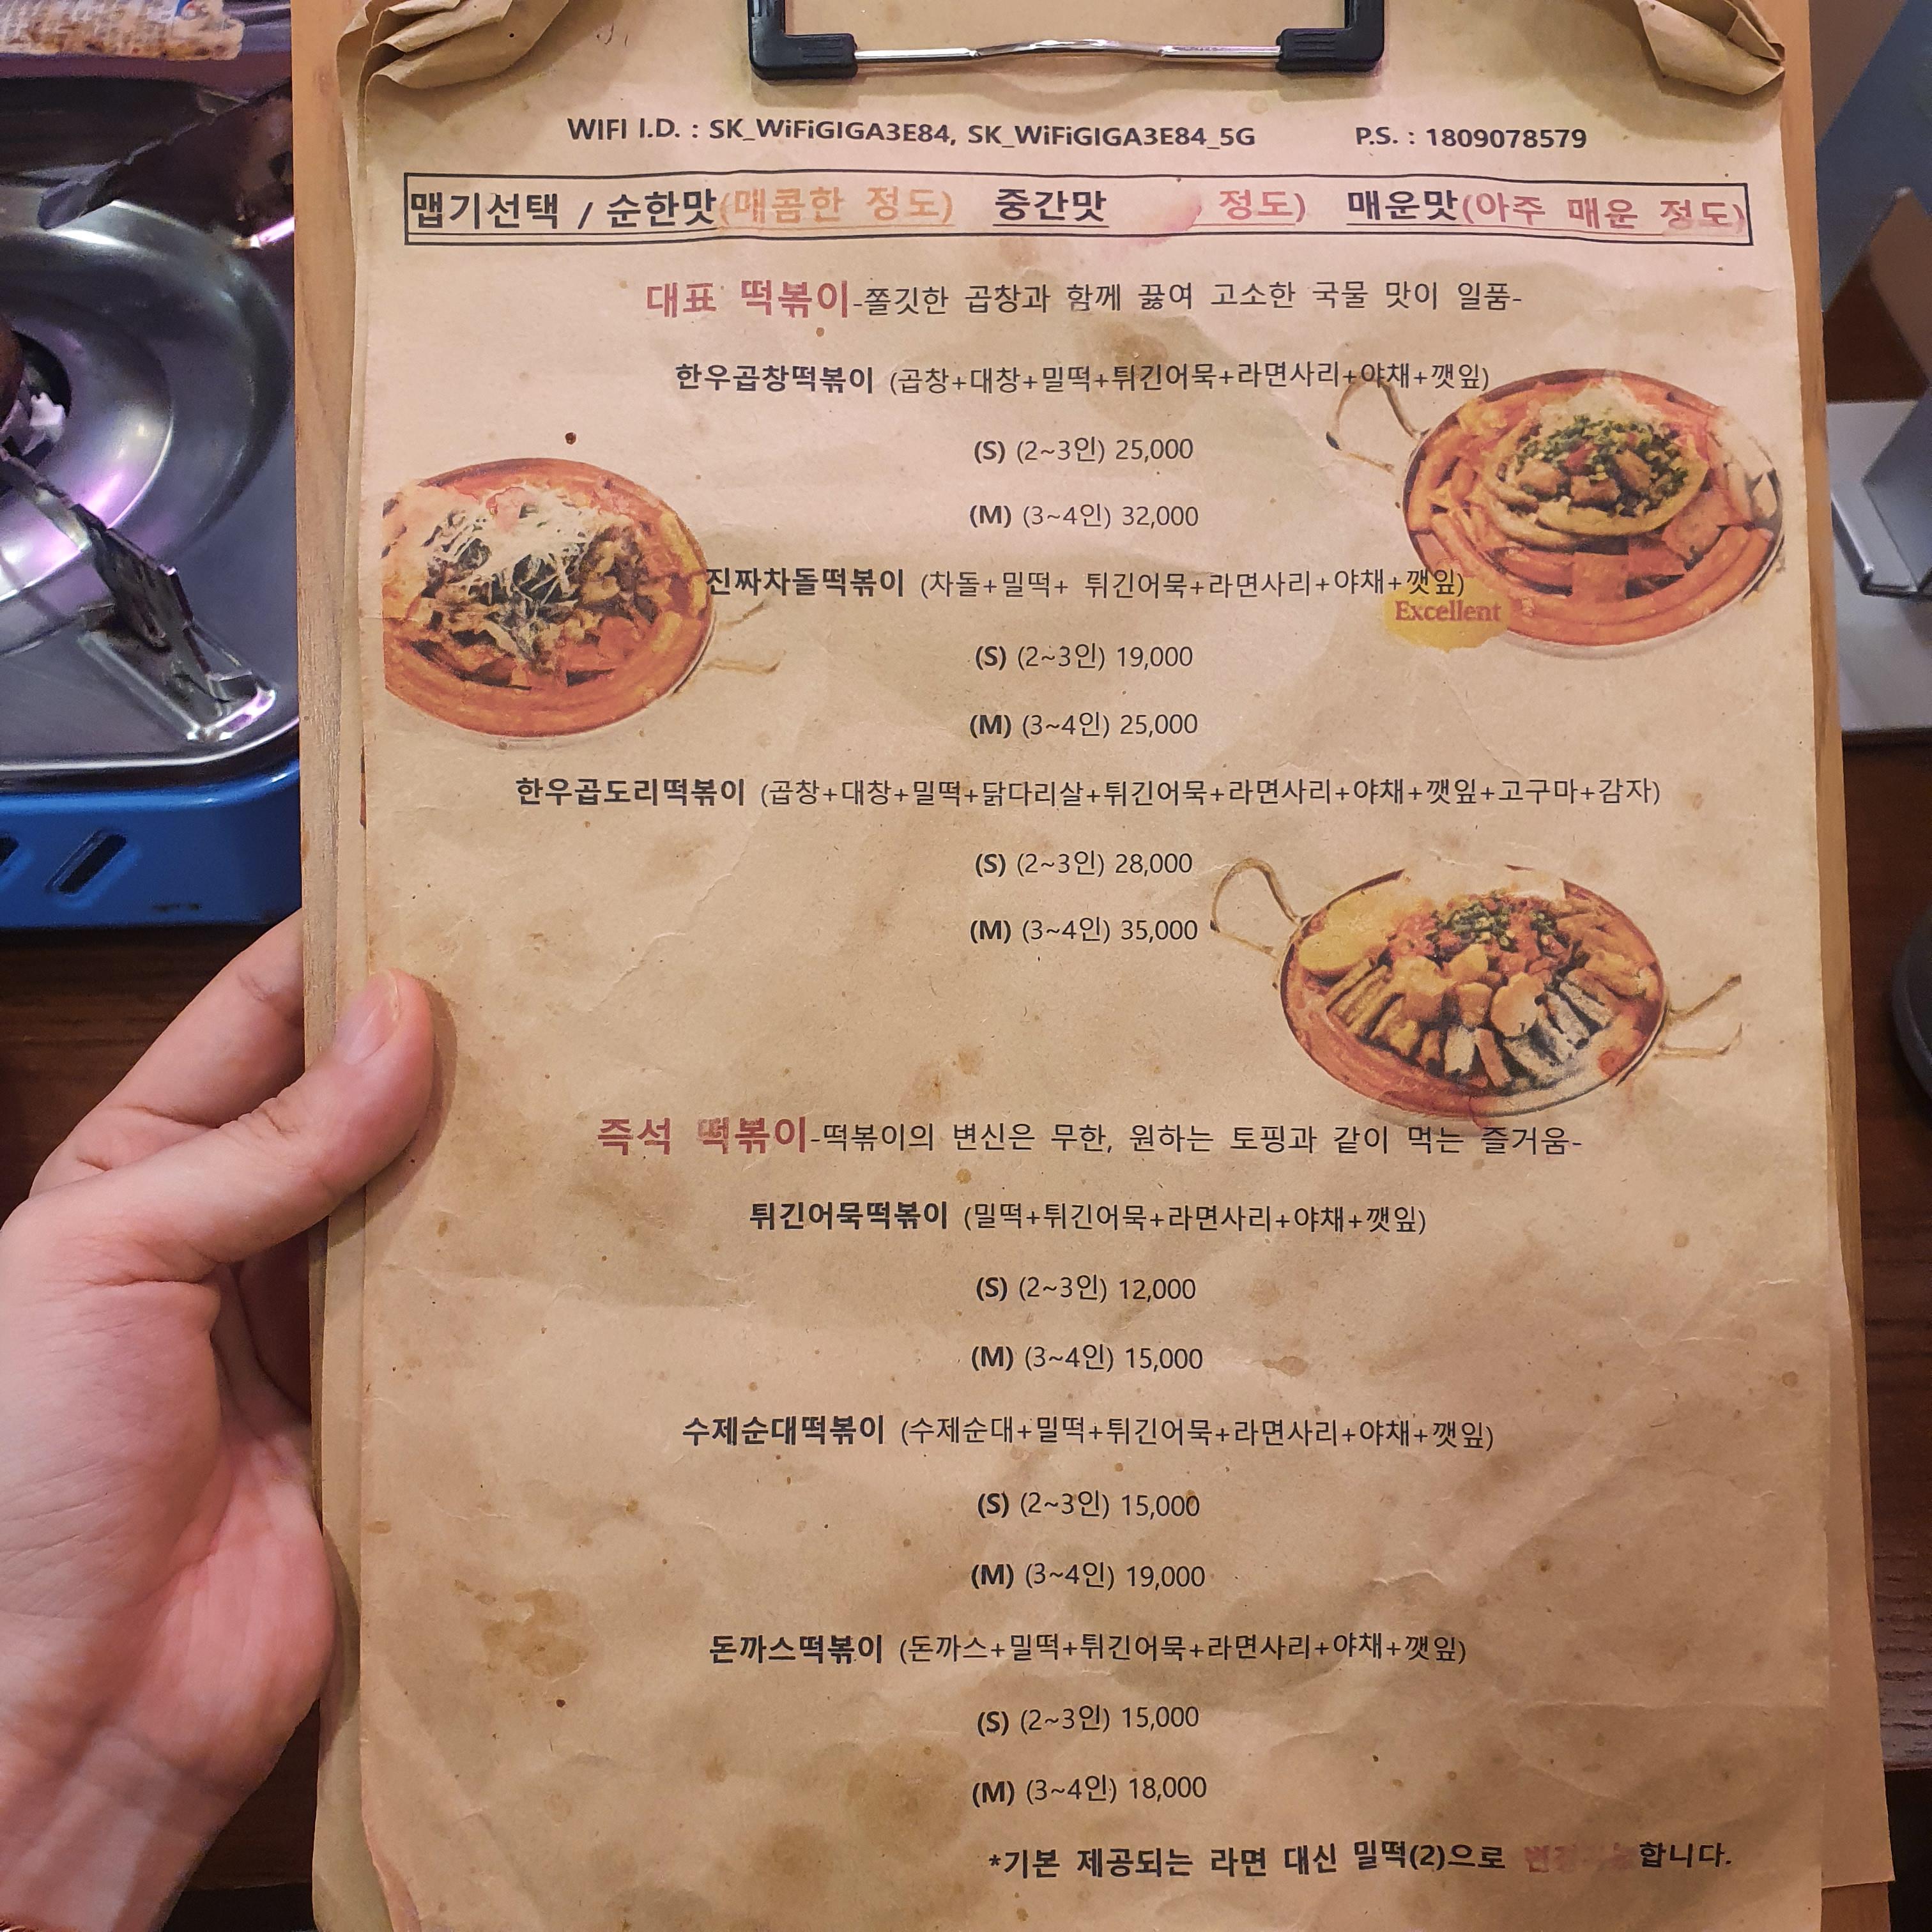 WIFI I.D. : SK_WiFiGIGA3E84, SK_WiFiGIGA3E84_5G P.S. : 1809078579
맵기선택 / 순한맛(매콤한 정도) 중간맛 정도) 매운맛(아주 매운 정도)
대표 떡볶이-쫄깃한 곱창과 함께 끓여 고소한 국물 맛이 일품-
한우곱창떡볶이 (곱창+대창+밀떡+튀긴어묵+라면사리+야채+깻잎)
(S) (2~3인) 25,000
(M) (3~4인) 32,000
진짜차돌떡볶이 (차돌+밀떡+ 튀긴어묵+라면사리+야채+깻잎)
Excellent
(S) (2~3인) 19,000
(M) (3~4인) 25,000
한우곱도리떡볶이 (곱창+대창+밀떡+닭다리살+튀긴어묵+라면사리+야채+깻잎+고구마+감자)
(S) (2~3인) 28,000
(M) (3~4인) 35,000
즉석 떡볶이-떡볶이의 변신은 무한, 원하는 토핑과 같이 먹는 즐거움-
튀긴어묵떡볶이 (밀떡+튀긴어묵+라면사리+야채+깻잎)
(S) (2~3인) 12,000
(M) (3~4인) 15,000
수제순대떡볶이 (수제순대+밀떡+튀긴어묵+라면사리+야채+깻잎)
(S) (2~3인) 15,000
(M) (3~4인) 19,000
돈까스떡볶이 (돈까스+밀떡+튀긴어묵+라면사리+야채+깻잎)
(S) (2~3인) 15,000
(M) (3~4인) 18,000
*기본 제공되는 라면 대신 밀떡(2)으로 합니다.